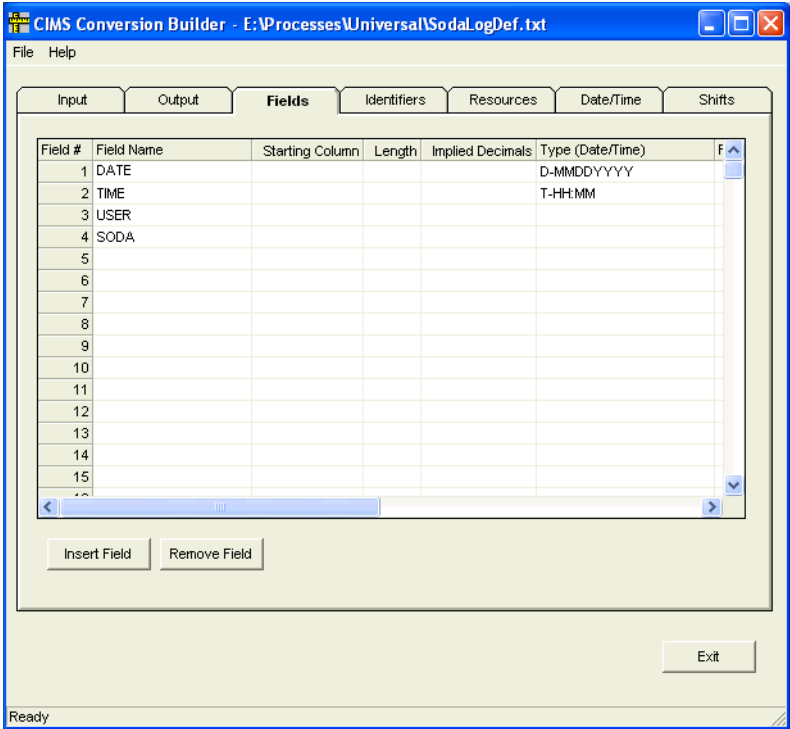 CIMS Conversion Builder - E:\Processes\Universal\SodaLogDef.txt
File Help
Input Output Fields Identifiers Resources Date/Time Shifts
Field # Field Name Starting Column Length Implied Decimals Type (Date/Time)
1 DATE D-MMDDYYYY
2 TIME T-HH:MM
3 USER
4 SODA
5
6
7
8
9
10
11
12
13
14
15
Insert Field Remove Field
Exit
Ready